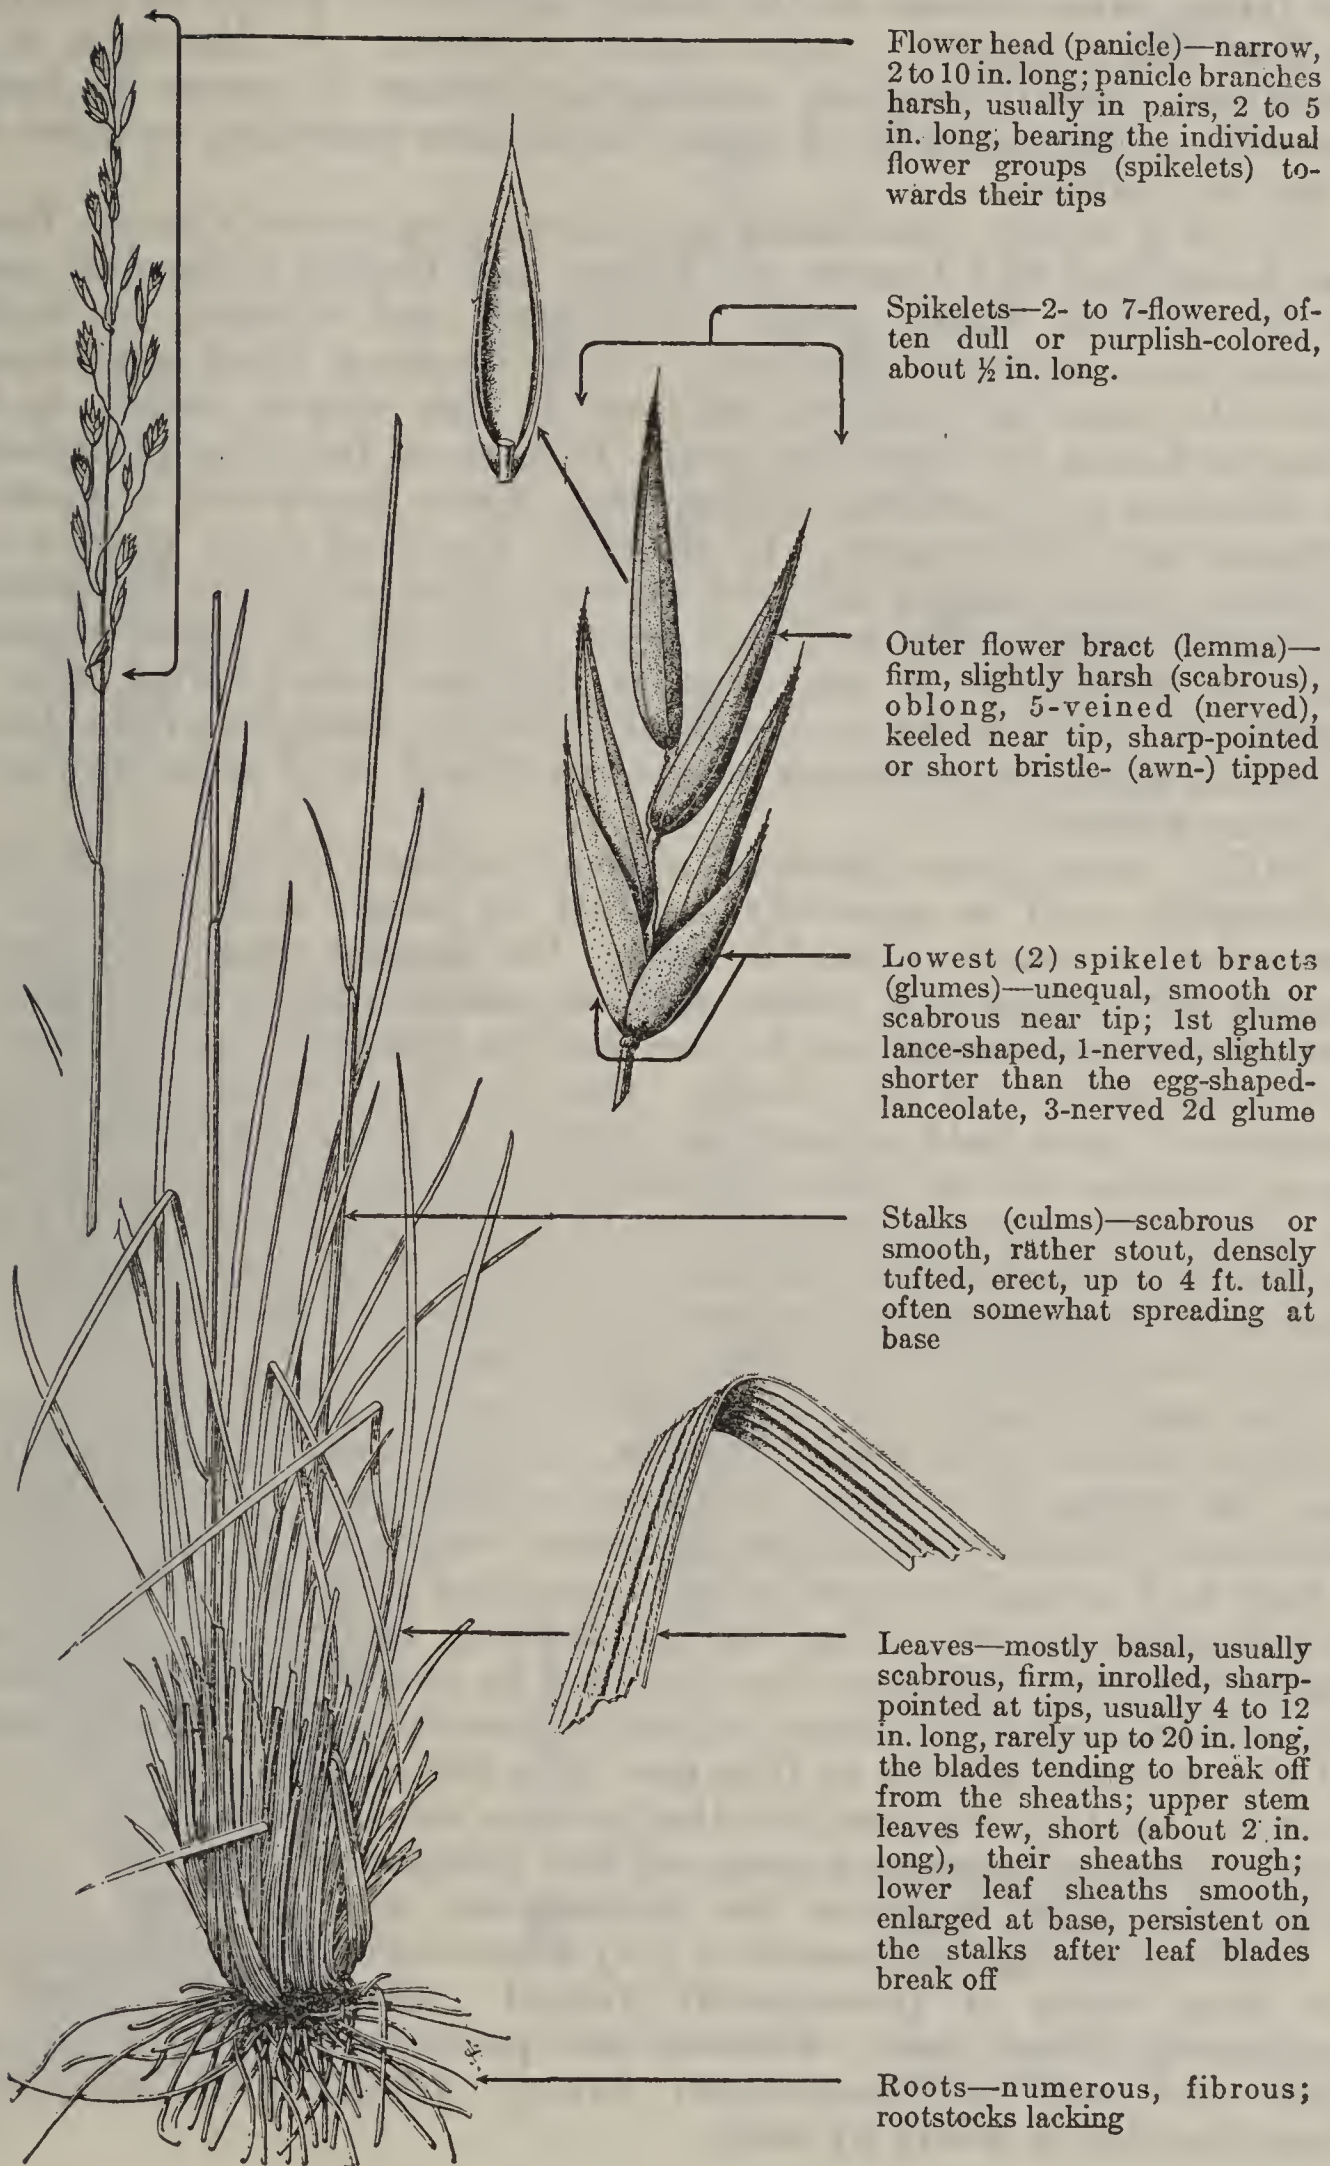 Flower head (panicle)—narrow,
2 to 10 in. long; panicle branches
harsh, usually in pairs, 2 to 5
in. long; bearing the individual
flower groups (spikelets) to-
wards their tips
Spikelets—2- to 7-flowered, of-
ten dull or purplish-colored,
about ½ in. long.
Outer flower bract (lemma)—
firm, slightly harsh (scabrous),
oblong, 5-veined (nerved),
keeled near tip, sharp-pointed
or short bristle- (awn-) tipped
Lowest (2) spikelet bracts
(glumes)—unequal, smooth or
scabrous near tip; 1st glume
lance-shaped, 1-nerved, slightly
shorter than the egg-shaped-
lanceolate, 3-nerved 2d glume
Stalks (culms)—scabrous or
smooth, rather stout, densely
tufted, erect, up to 4 ft. tall,
often somewhat spreading at
base
Leaves—mostly basal, usually
scabrous, firm, inrolled, sharp-
pointed at tips, usually 4 to 12
in. long, rarely up to 20 in. long,
the blades tending to break off
from the sheaths; upper stem
leaves few, short (about 2 in.
long), their sheaths rough;
lower leaf sheaths smooth,
enlarged at base, persistent on
the stalks after leaf blades
break off
Roots—numerous, fibrous;
rootstocks lacking